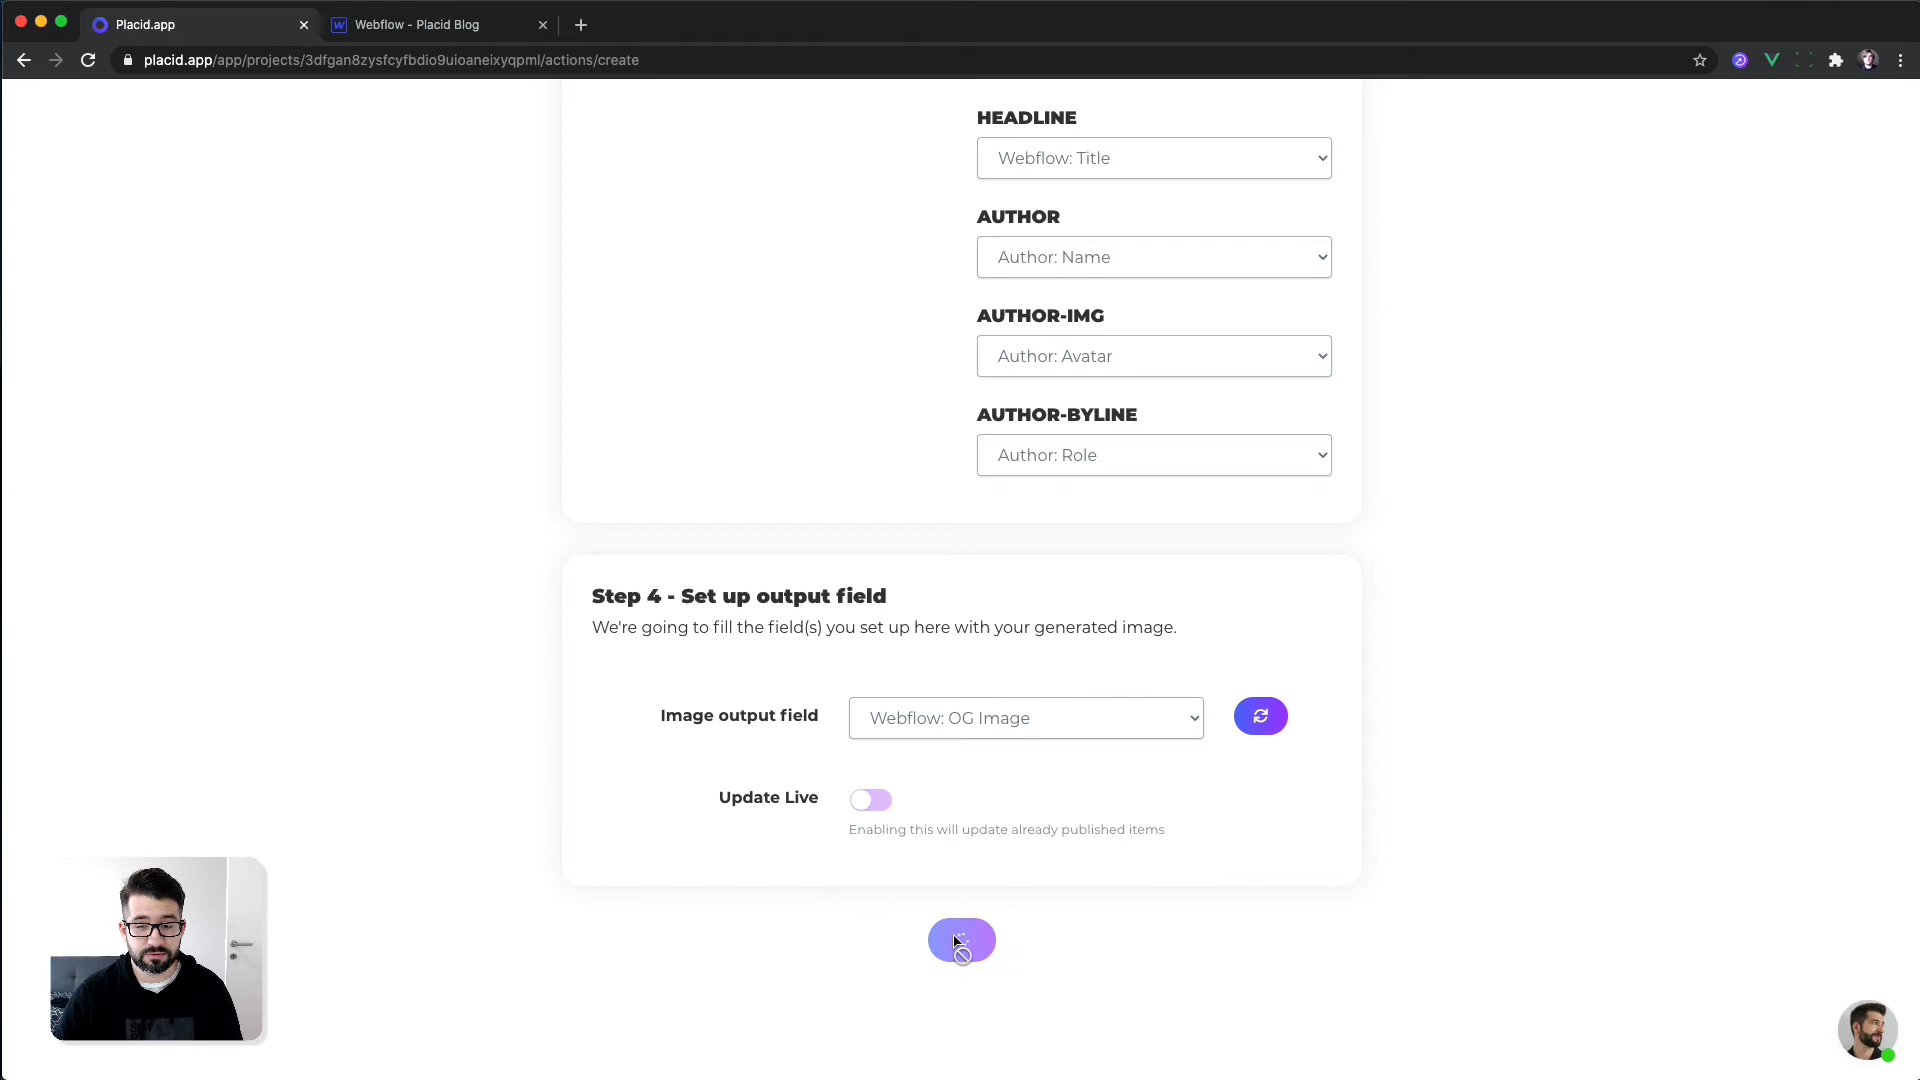 Placid.app
Webflow - Placid Blog
placid.app/app/projects/3dfgan8zysfcyfbdio9uioaneixyqpml/actions/create
HEADLINE
Webflow: Title
AUTHOR
Author: Name
AUTHOR-IMG
Author: Avatar
AUTHOR-BYLINE
Author: Role
Step 4 - Set up output field
We're going to fill the field(s) you set up here with your generated image.
Image output field
Webflow: OG Image
Update Live
Enabling this will update already published items